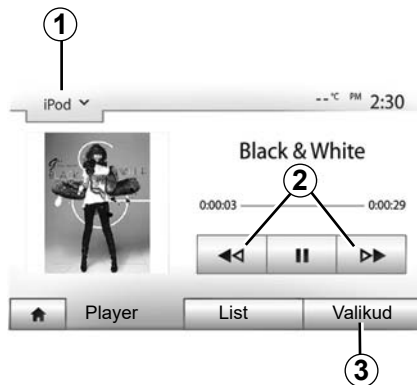 1
iPod
--°C PM 2:30
Black & White
2
0:00:03 0:00:29
Player List Valikud
3